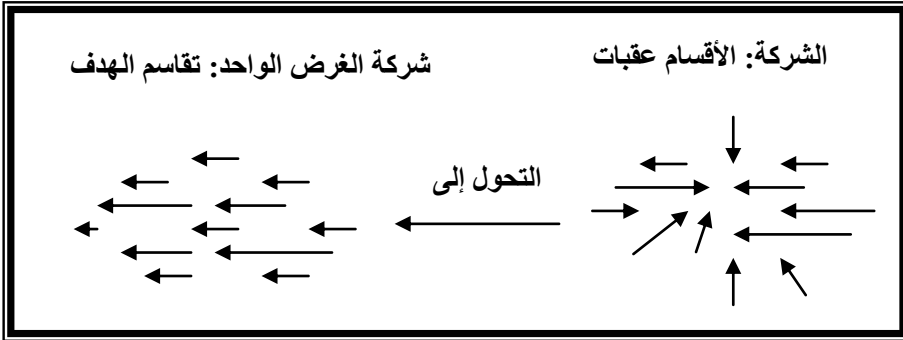 الشركة: الأقسام عقبات
شركة الغرض الواحد: تقاسم الهدف
التحول إلى